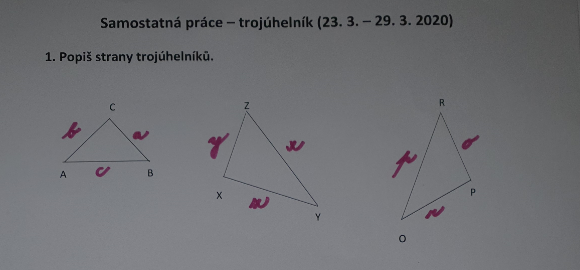 Samostatná práce – trojúhelník (23. 3. – 29. 3. 2020)
1. Popiš strany trojúhelníků.
C
b a
A c B
Z
y x
X
Y
R
p o
P
r
O